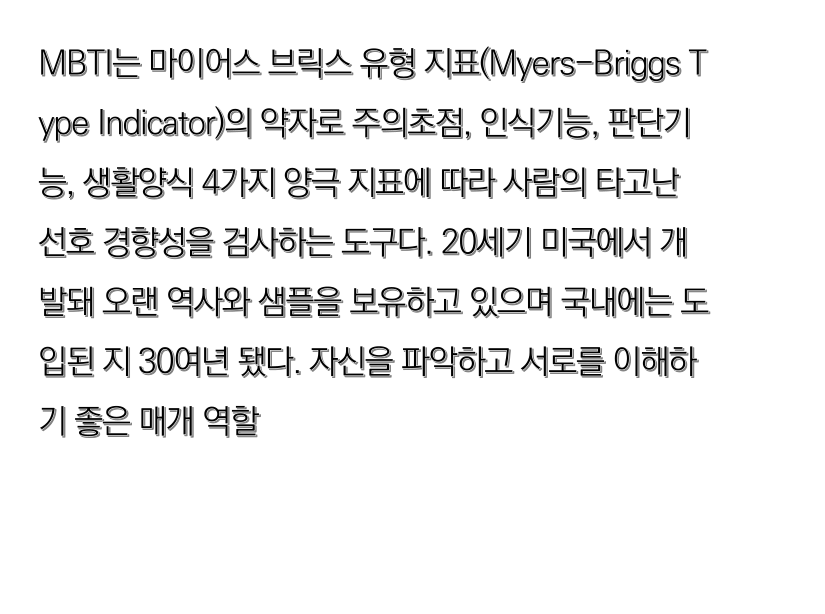 MBTI는 마이어스 브릭스 유형 지표(Myers-Briggs T
ype Indicator)의 약자로 주의초점, 인식기능, 판단기
능, 생활양식 4가지 양극 지표에 따라 사람의 타고난
선호 경향성을 검사하는 도구다. 20세기 미국에서 개
발돼 오랜 역사와 샘플을 보유하고 있으며 국내에는 도
입된 지 30여년 됐다. 자신을 파악하고 서로를 이해하
기 좋은 매개 역할